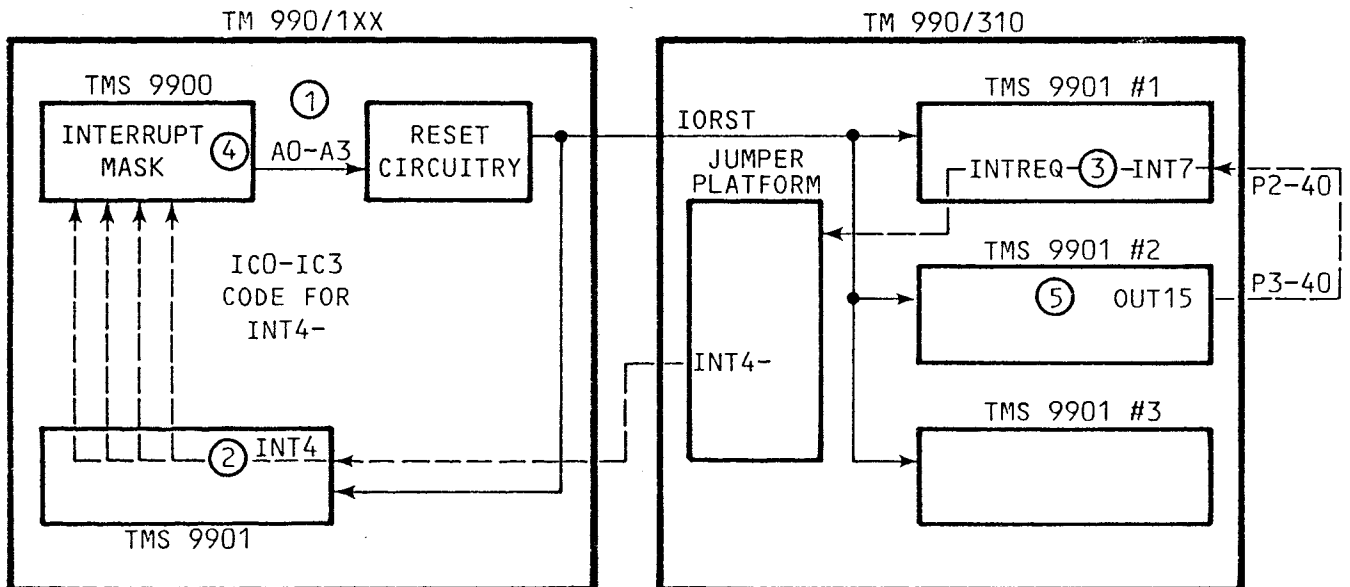 TM 990/1XX
TM 990/310
TMS 9900
1
INTERRUPT
MASK
4
A0-A3
RESET
CIRCUITRY
IC0-IC3
CODE FOR
INT4-
2
INT4
TMS 9901
IORST
JUMPER
PLATFORM
INT4-
TMS 9901 #1
INTREQ
3
INT7
P2-40
TMS 9901 #2
5
OUT15
P3-40
TMS 9901 #3